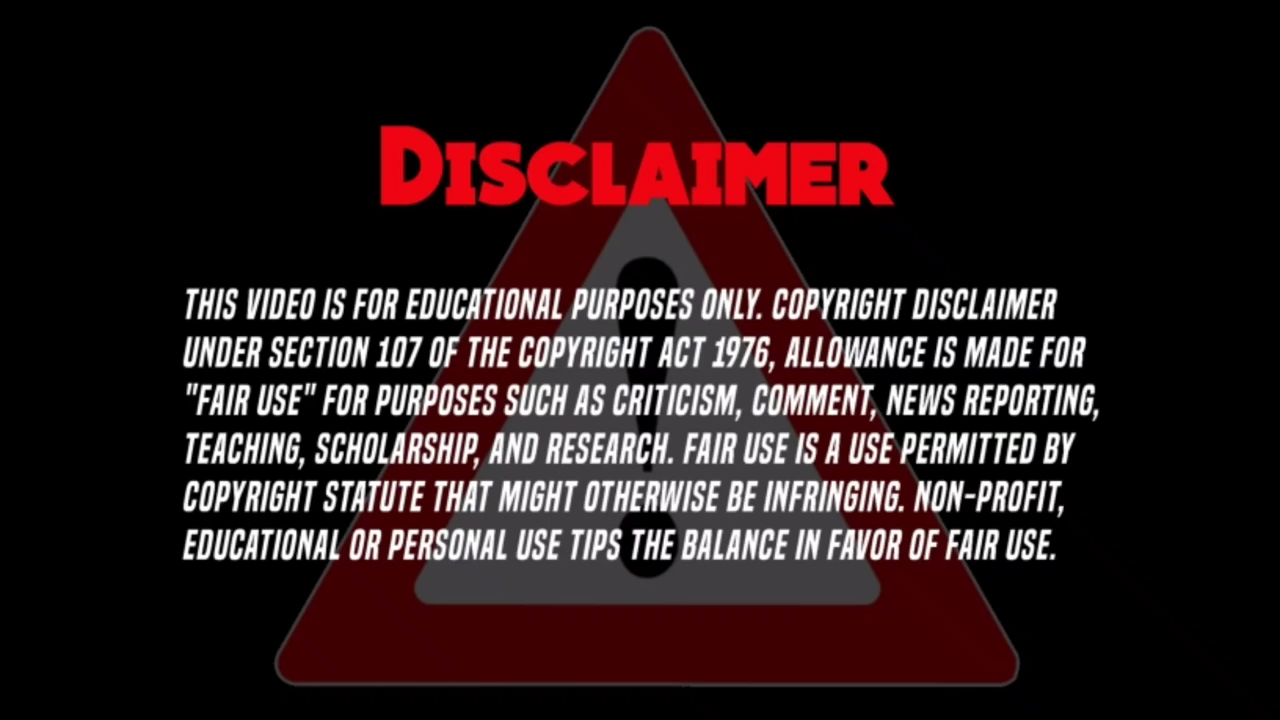 DISCLAIMER
THIS VIDEO IS FOR EDUCATIONAL PURPOSES ONLY. COPYRIGHT DISCLAIMER
UNDER SECTION 107 OF THE COPYRIGHT ACT 1976, ALLOWANCE IS MADE FOR
"FAIR USE" FOR PURPOSES SUCH AS CRITICISM, COMMENT, NEWS REPORTING,
TEACHING, SCHOLARSHIP, AND RESEARCH. FAIR USE IS A USE PERMITTED BY
COPYRIGHT STATUTE THAT MIGHT OTHERWISE BE INFRINGING. NON-PROFIT,
EDUCATIONAL OR PERSONAL USE TIPS THE BALANCE IN FAVOR OF FAIR USE.